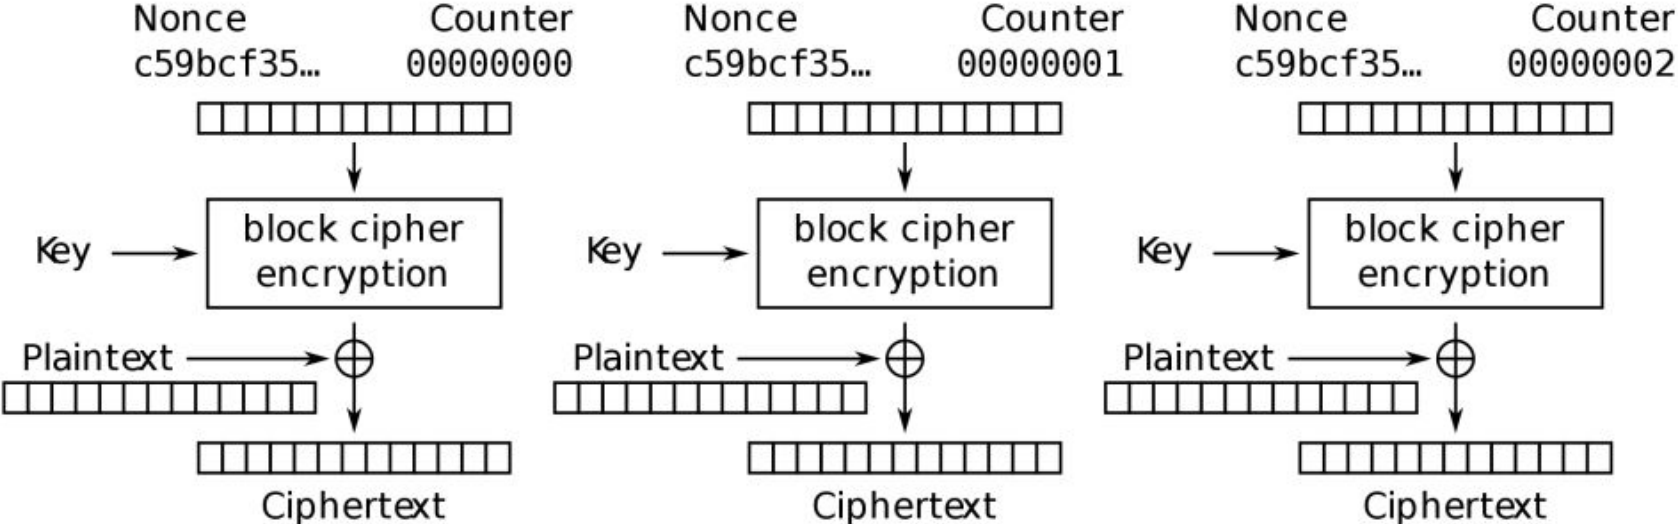 Nonce Counter Nonce Counter Nonce Counter
c59bcf35… 00000000 c59bcf35… 00000001 c59bcf35… 00000002
block cipher block cipher block cipher
Key Key Key
encryption encryption encryption
Plaintext Plaintext Plaintext
Ciphertext Ciphertext Ciphertext